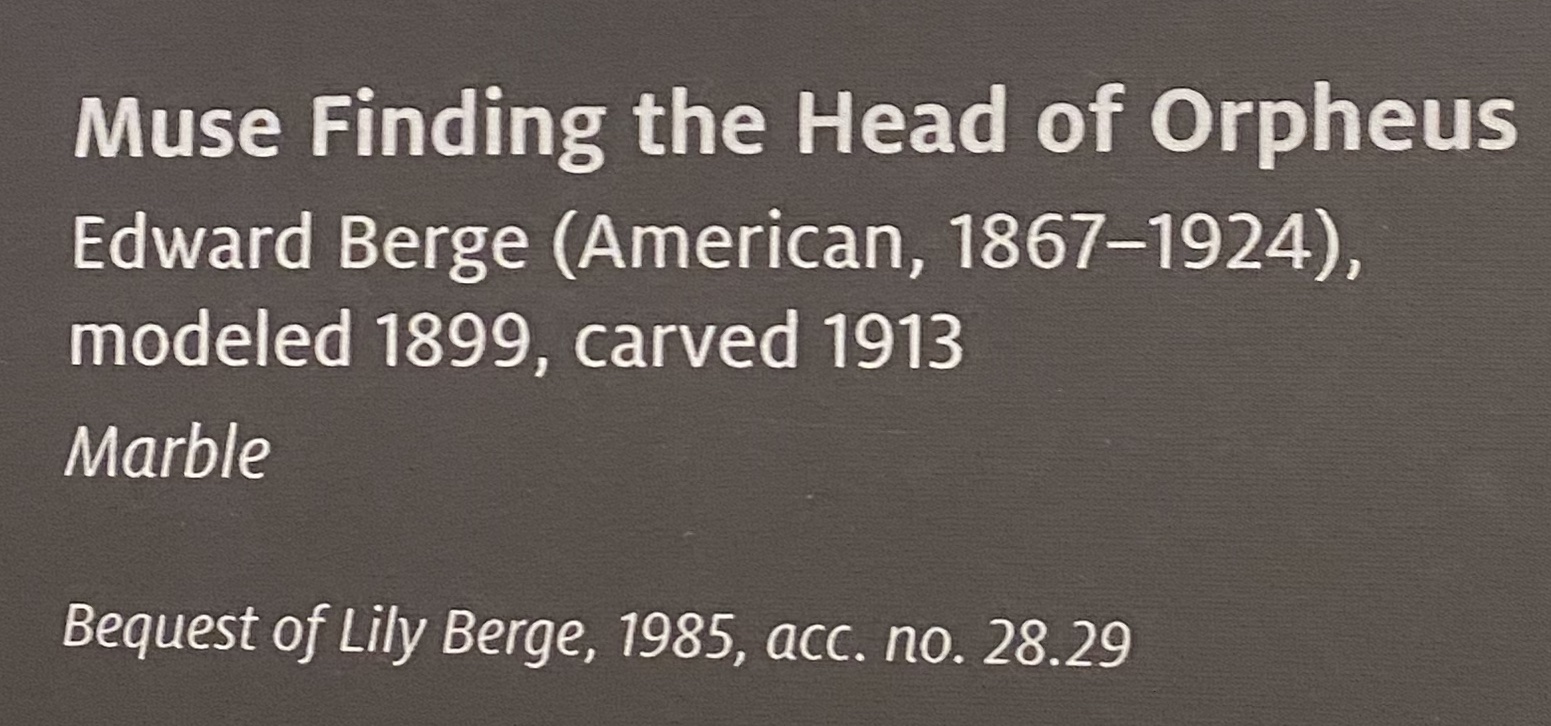 Muse Finding the Head of Orpheus
Edward Berge (American, 1867–1924),
modeled 1899, carved 1913
Marble
Bequest of Lily Berge, 1985, acc. no. 28.29